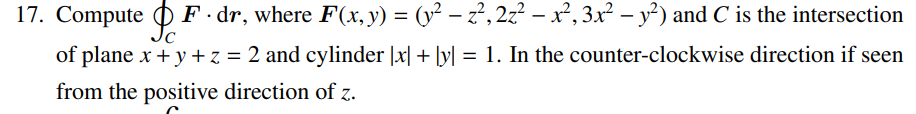 17. Compute ∮_C F · dr, where F(x, y) = (y² − z², 2z² − x², 3x² − y²) and C is the intersection
of plane x + y + z = 2 and cylinder |x| + |y| = 1. In the counter-clockwise direction if seen
from the positive direction of z.